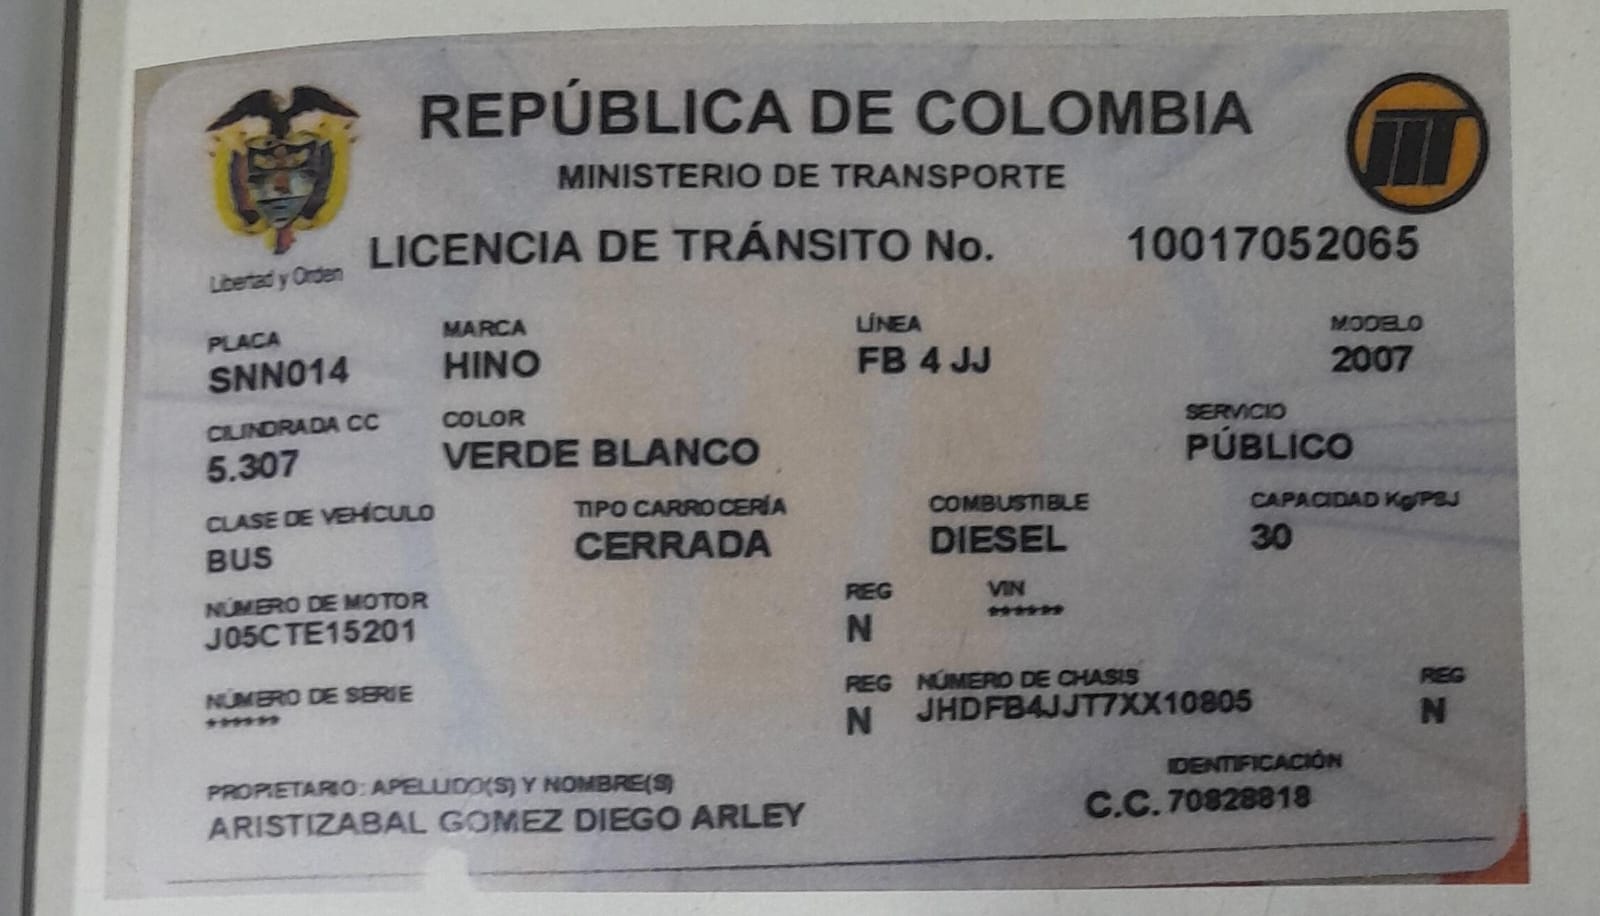 REPÚBLICA DE COLOMBIA
MINISTERIO DE TRANSPORTE
Libertad y Orden
LICENCIA DE TRÁNSITO No. 10017052065
PLACA MARCA LÍNEA MODELO
SNN014 HINO FB 4 JJ 2007
CILINDRADA CC COLOR SERVICIO
5.307 VERDE BLANCO PÚBLICO
CLASE DE VEHÍCULO TIPO CARROCERÍA COMBUSTIBLE CAPACIDAD Kg/PSJ
BUS CERRADA DIESEL 30
NÚMERO DE MOTOR REG VIN
J05CTE15201 N ******
NÚMERO DE SERIE REG NÚMERO DE CHASIS REG
****** N JHDFB4JJT7XX10805 N
PROPIETARIO: APELLIDO(S) Y NOMBRE(S) IDENTIFICACIÓN
ARISTIZABAL GOMEZ DIEGO ARLEY C.C. 70828818